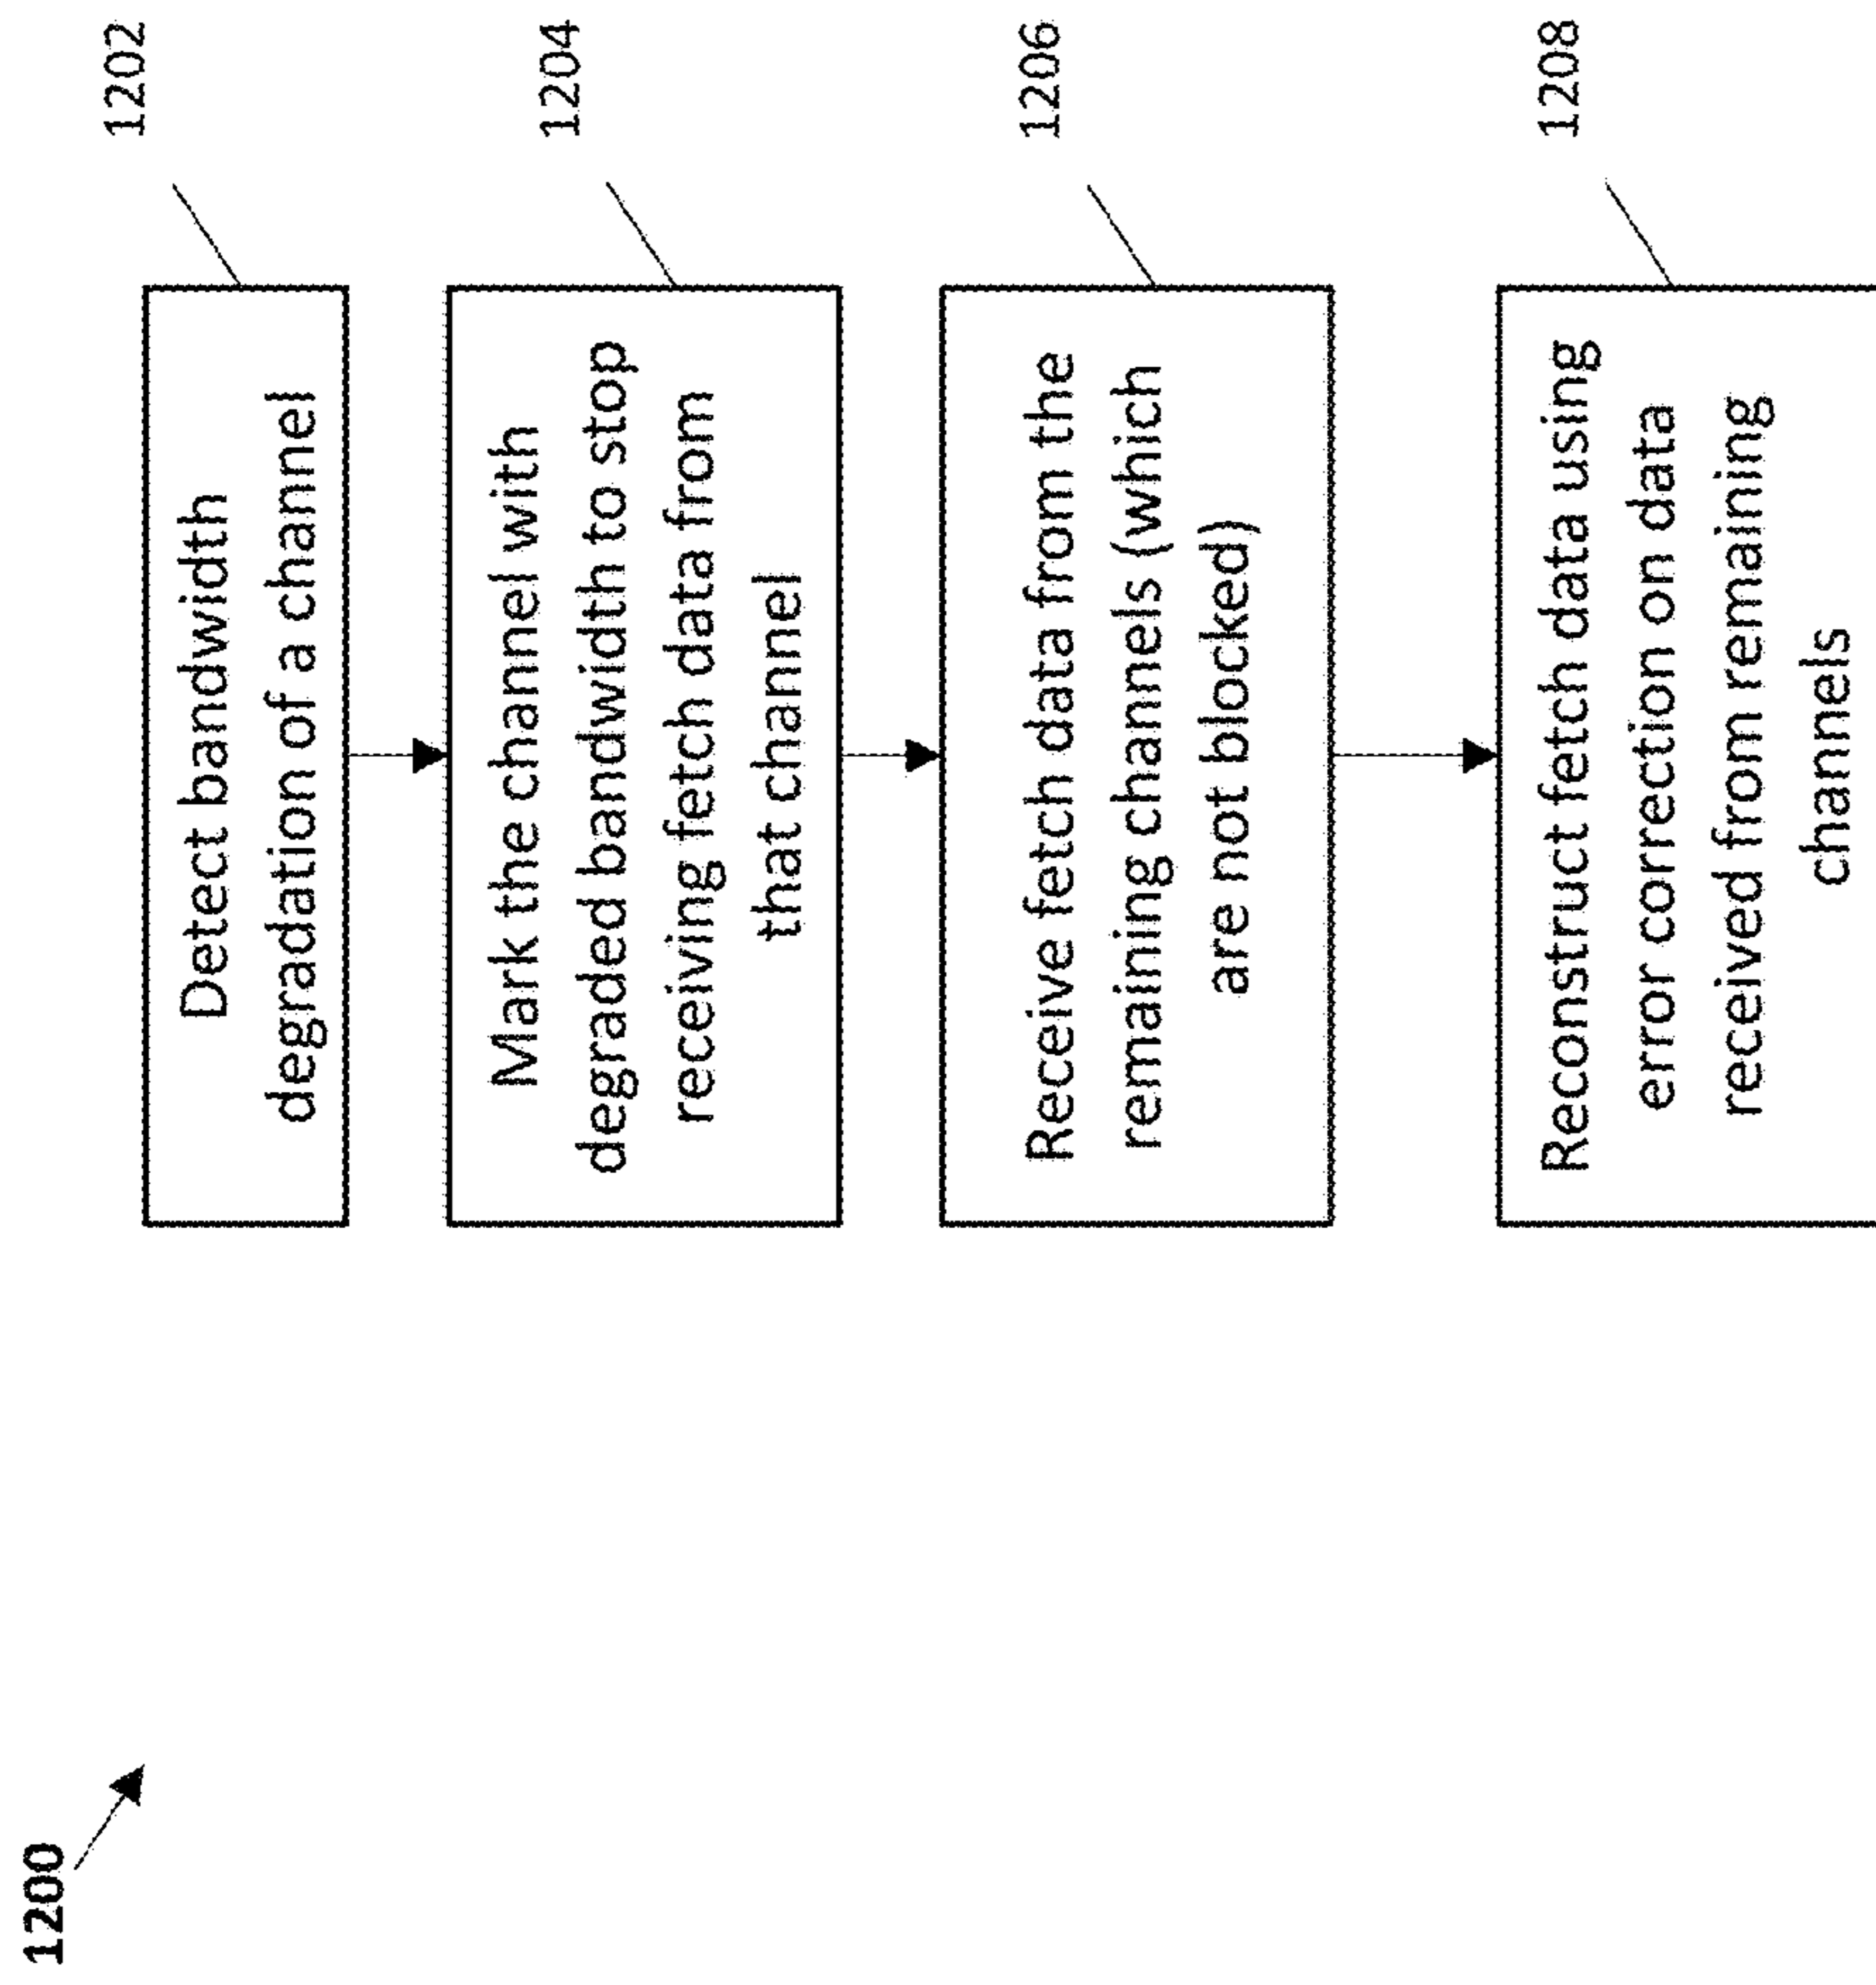 1200
1202
Detect bandwidth
degradation of a channel
1204
Mark the channel with
degraded bandwidth to stop
receiving fetch data from
that channel
1206
Receive fetch data from the
remaining channels (which
are not blocked)
1208
Reconstruct fetch data using
error correction on data
received from remaining
channels